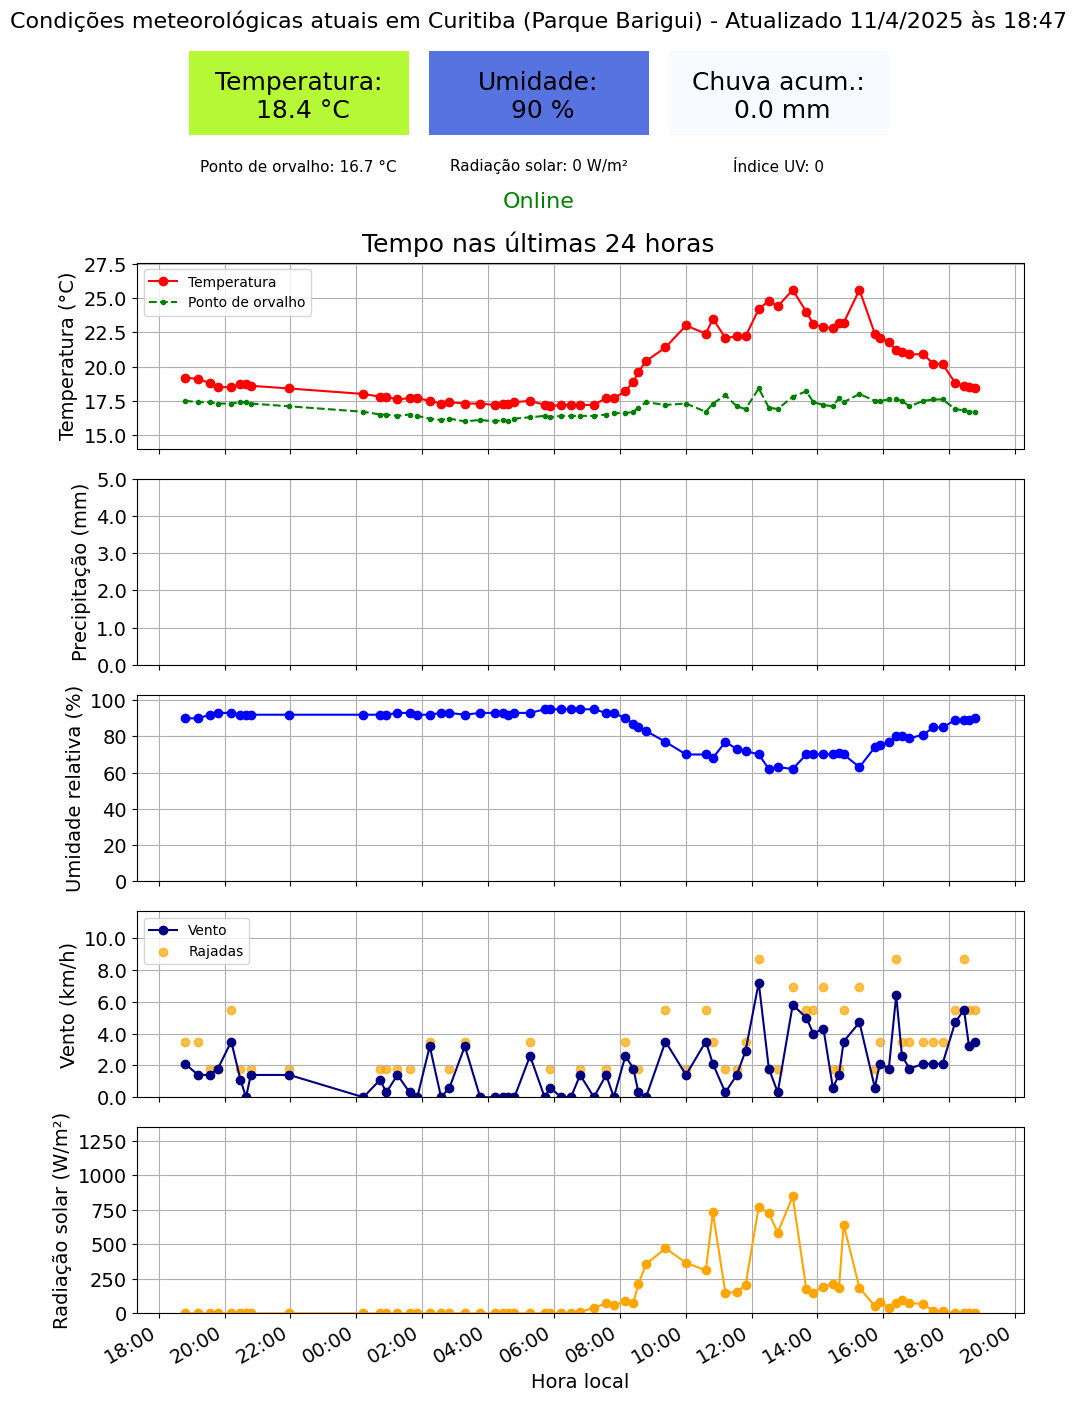 Condições meteorológicas atuais em Curitiba (Parque Barigui) - Atualizado 11/4/2025 às 18:47
Temperatura:
18.4 °C
Umidade:
90 %
Chuva acum.:
0.0 mm
Ponto de orvalho: 16.7 °C
Radiação solar: 0 W/m²
Índice UV: 0
Online
Tempo nas últimas 24 horas
Temperatura (°C)
27.5
25.0
22.5
20.0
17.5
15.0
Temperatura
Ponto de orvalho
Precipitação (mm)
5.0
4.0
3.0
2.0
1.0
0.0
Umidade relativa (%)
100
80
60
40
20
0
Vento (km/h)
10.0
8.0
6.0
4.0
2.0
0.0
Vento
Rajadas
Radiação solar (W/m²)
1250
1000
750
500
250
0
18:00
20:00
00:00
02:00
04:00
06:00
08:00
10:00
12:00
14:00
16:00
18:00
20:00
Hora local